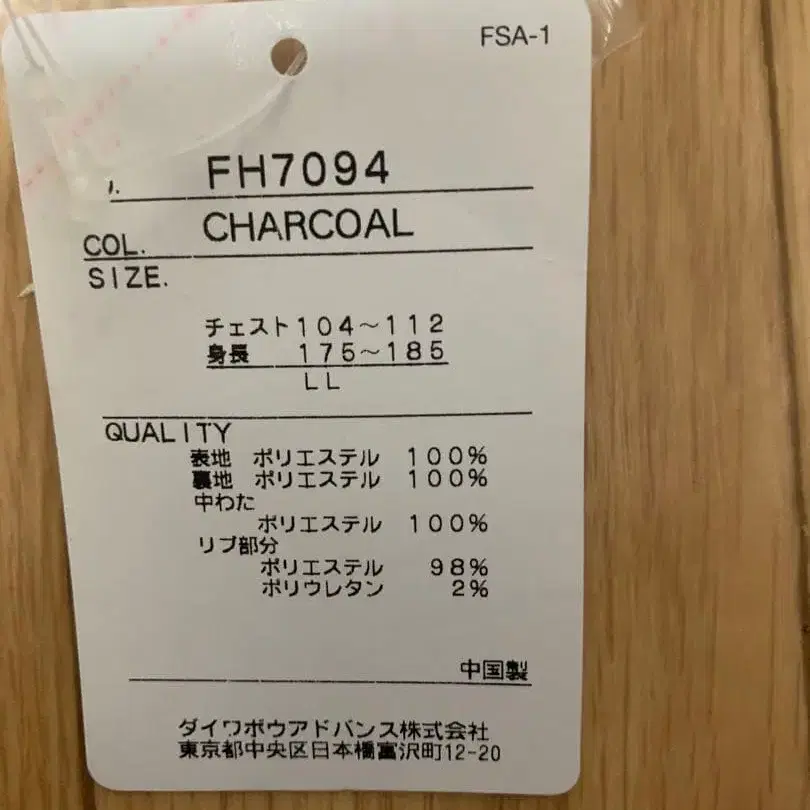 FSA-1
FH7094
COL. CHARCOAL
SIZE.
チェスト104～112
身長 175～185
LL
QUALITY
表地 ポリエステル 100%
裏地 ポリエステル 100%
中わた
ポリエステル 100%
リブ部分
ポリエステル 98%
ポリウレタン 2%
中国製
ダイワボウアドバンス株式会社
東京都中央区日本橋富沢町12-20